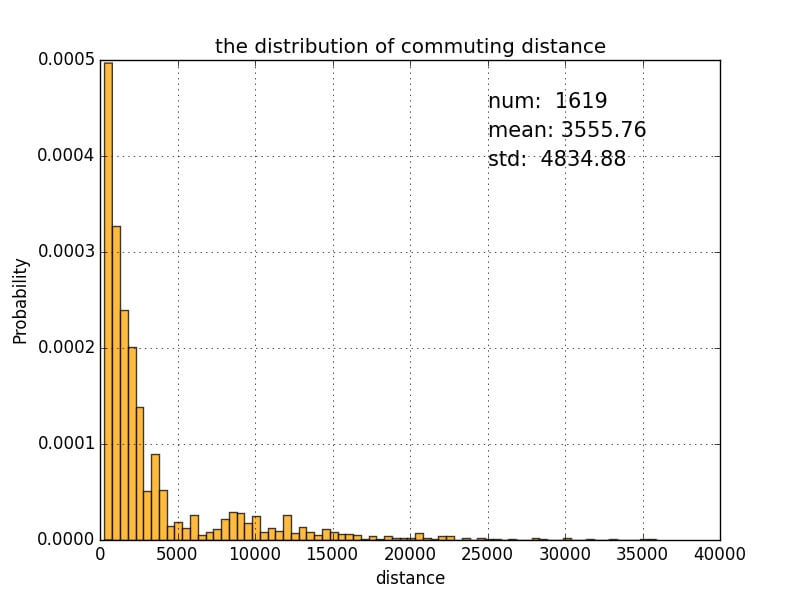 the distribution of commuting distance
num: 1619
mean: 3555.76
std: 4834.88
Probability
0.0005
0.0004
0.0003
0.0002
0.0001
0.0000
0 5000 10000 15000 20000 25000 30000 35000 40000
distance